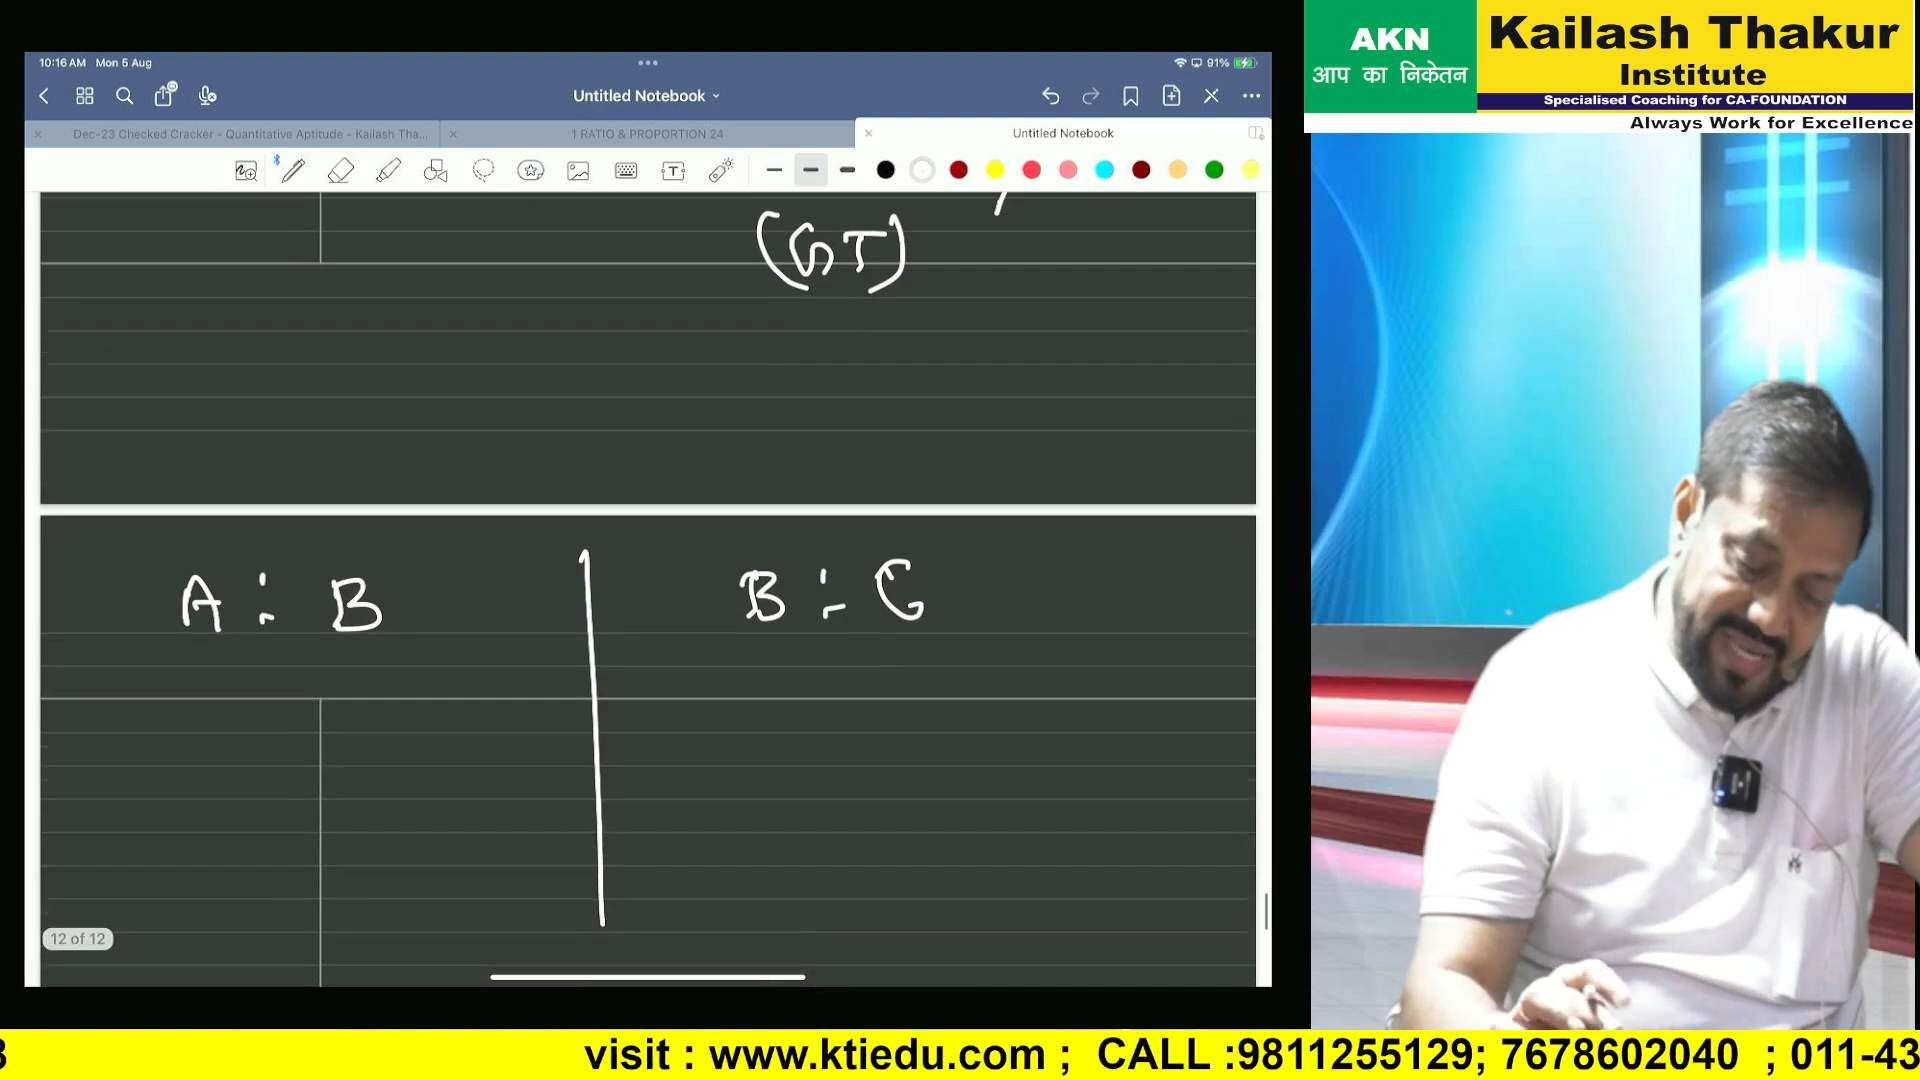 AKN
आप का निकेतन
Kailash Thakur
Institute
Specialised Coaching for CA-FOUNDATION
Always Work for Excellence
10:16 AM Mon 5 Aug
91%
Untitled Notebook
Dec-23 Checked Cracker - Quantitative Aptitude - Kailash Tha...
1 RATIO & PROPORTION 24
Untitled Notebook
(GT)
A : B
B : C
12 of 12
3 visit : www.ktiedu.com ; CALL :9811255129; 7678602040 ; 011-43